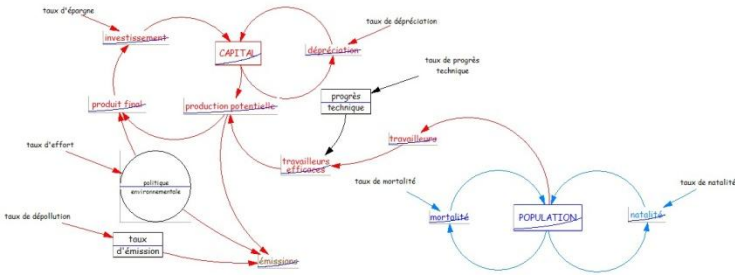 taux d'épargne
investissement
CAPITAL
dépréciation
taux de dépréciation
taux de progrès
technique
produit final
production potentielle
progrès
technique
taux d'effort
travailleurs
travailleurs
efficaces
politique
environnementale
taux de mortalité
taux de natalité
taux de dépollution
mortalité
POPULATION
natalité
taux
d'émission
émissions